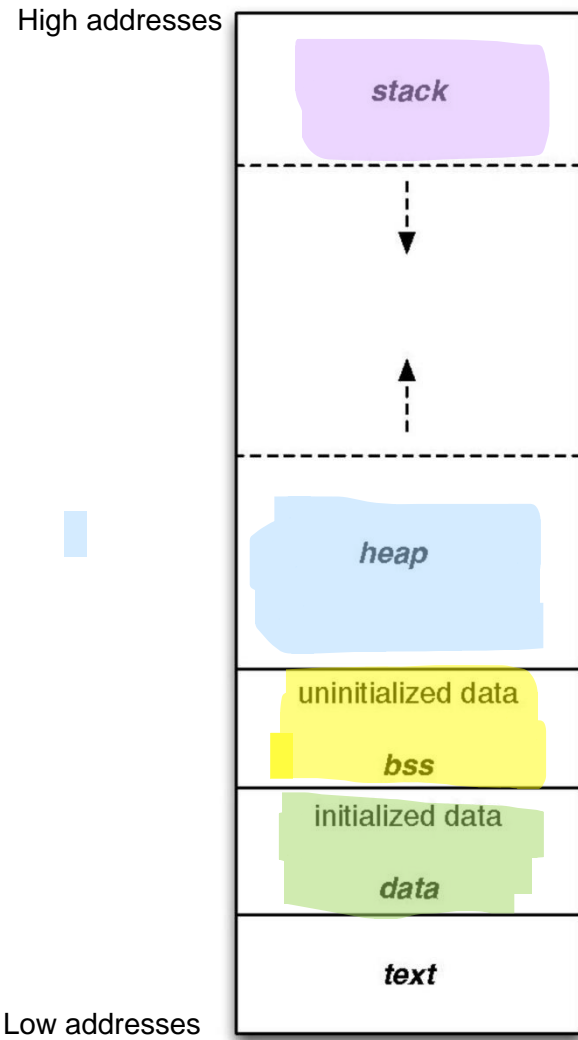 High addresses
stack
heap
uninitialized data
bss
initialized data
data
text
Low addresses